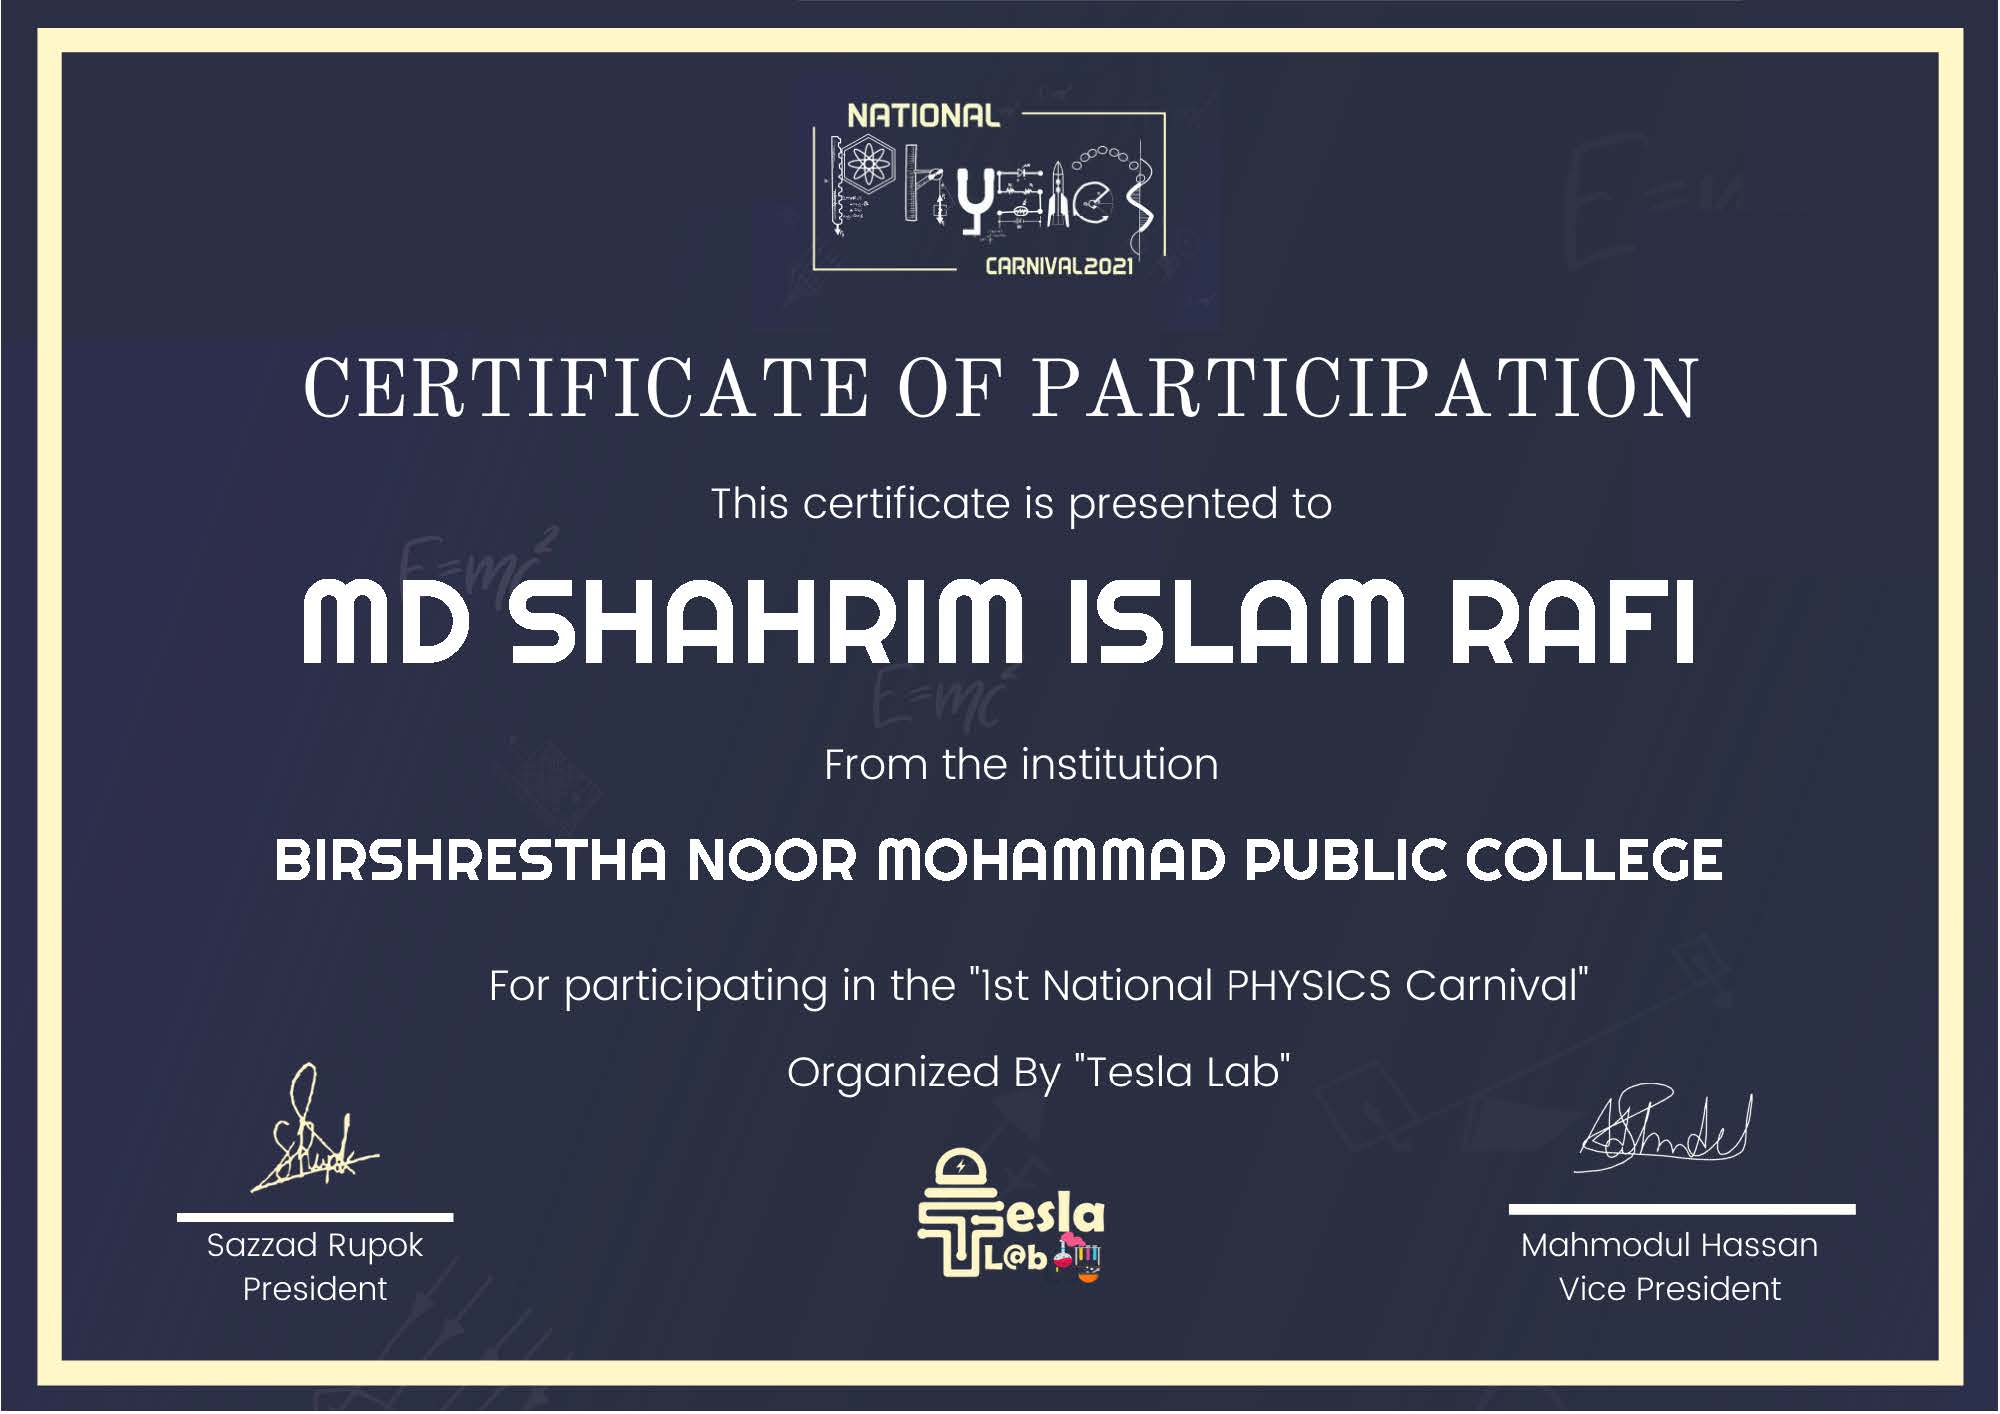 NATIONAL
Physics
CARNIVAL2021
CERTIFICATE OF PARTICIPATION
This certificate is presented to
E=mc²
MD SHAHRIM ISLAM RAFI
E=mc²
From the institution
BIRSHRESTHA NOOR MOHAMMAD PUBLIC COLLEGE
For participating in the "1st National PHYSICS Carnival"
Organized By "Tesla Lab"
Tesla
L@b
Sazzad Rupok
President
Mahmodul Hassan
Vice President